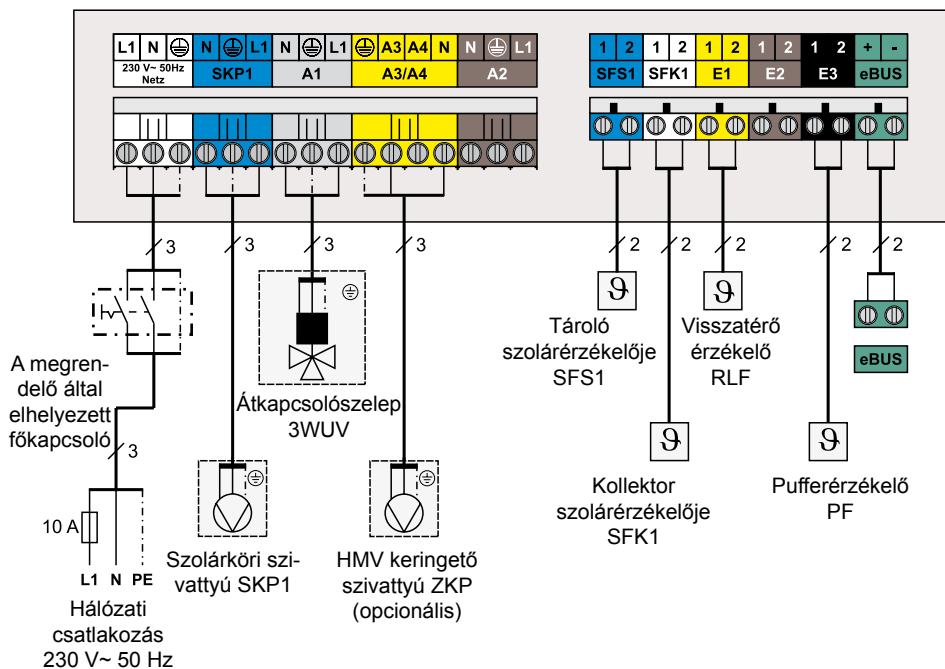 L1 N ⏚ N ⏚ L1 N ⏚ L1 ⏚ A3 A4 N N ⏚ L1
230 V~ 50Hz
Netz
SKP1 A1 A3/A4 A2
1 2 1 2 1 2 1 2 1 2 + -
SFS1 SFK1 E1 E2 E3 eBUS
3 3 3 3 2 2 2 2 2
A megren-
delő által
elhelyezett
főkapcsoló
3
10 A
L1 N PE
Hálózati
csatlakozás
230 V~ 50 Hz
Szolárköri szi-
vattyú SKP1
Átkapcsolószelep
3WUV
HMV keringető
szivattyú ZKP
(opcionális)
ϑ
Tároló
szolárérzékelője
SFS1
ϑ
Kollektor
szolárérzékelője
SFK1
ϑ
Visszatérő
érzékelő
RLF
ϑ
Pufferérzékelő
PF
eBUS